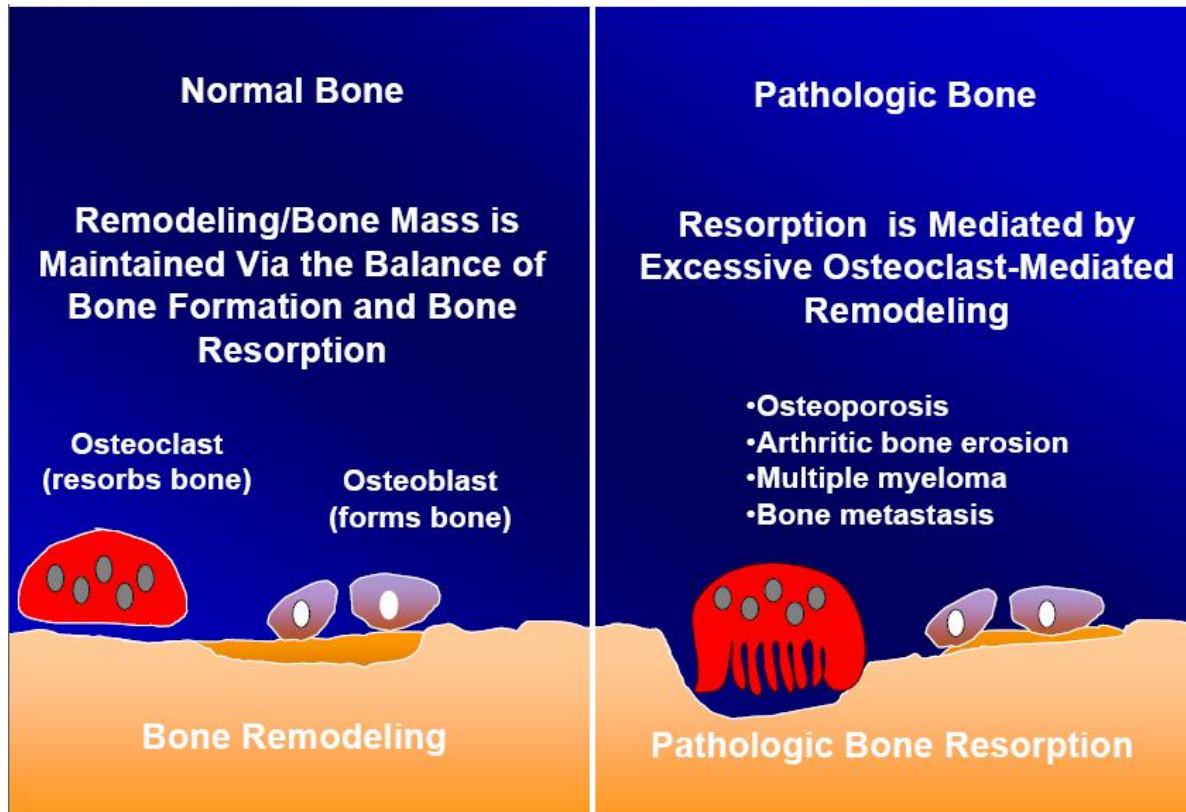 Normal Bone
Remodeling/Bone Mass is
Maintained Via the Balance of
Bone Formation and Bone
Resorption
Osteoclast
(resorbs bone)
Osteoblast
(forms bone)
Bone Remodeling
Pathologic Bone
Resorption  is Mediated by
Excessive Osteoclast-Mediated
Remodeling
•Osteoporosis
•Arthritic bone erosion
•Multiple myeloma
•Bone metastasis
Pathologic Bone Resorption